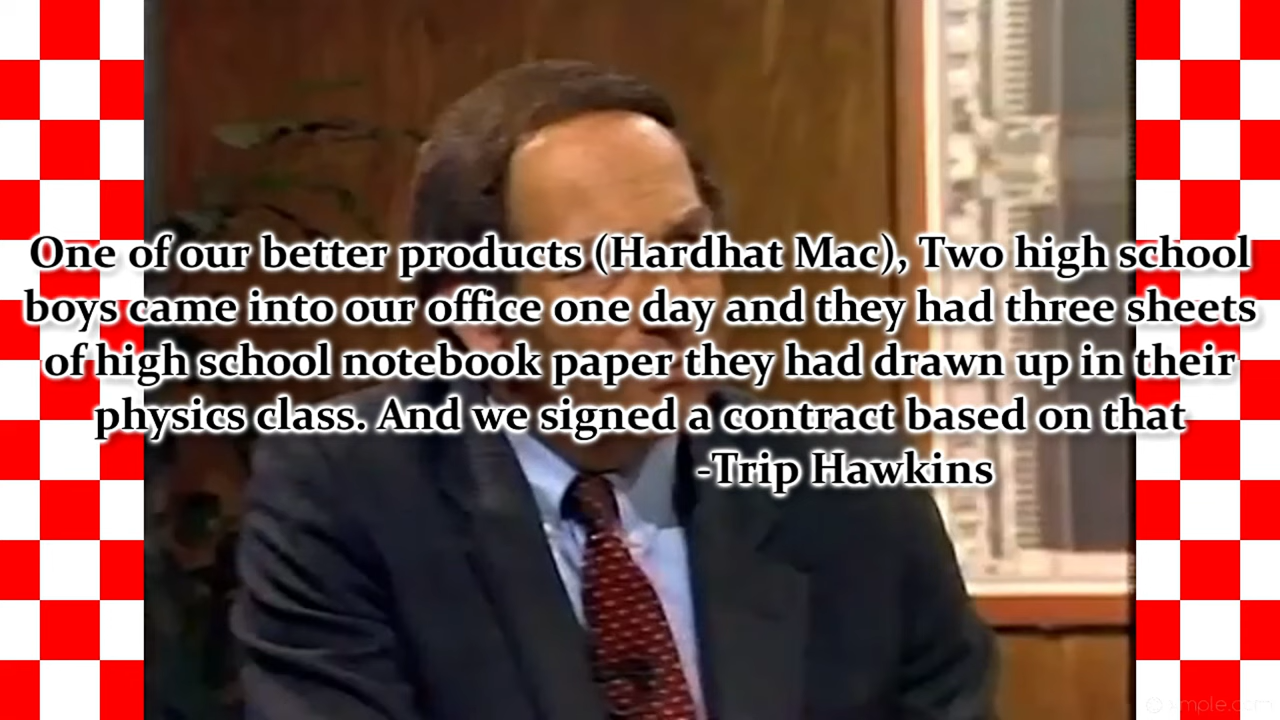 One of our better products (Hardhat Mac), Two high school
boys came into our office one day and they had three sheets
of high school notebook paper they had drawn up in their
physics class. And we signed a contract based on that
-Trip Hawkins